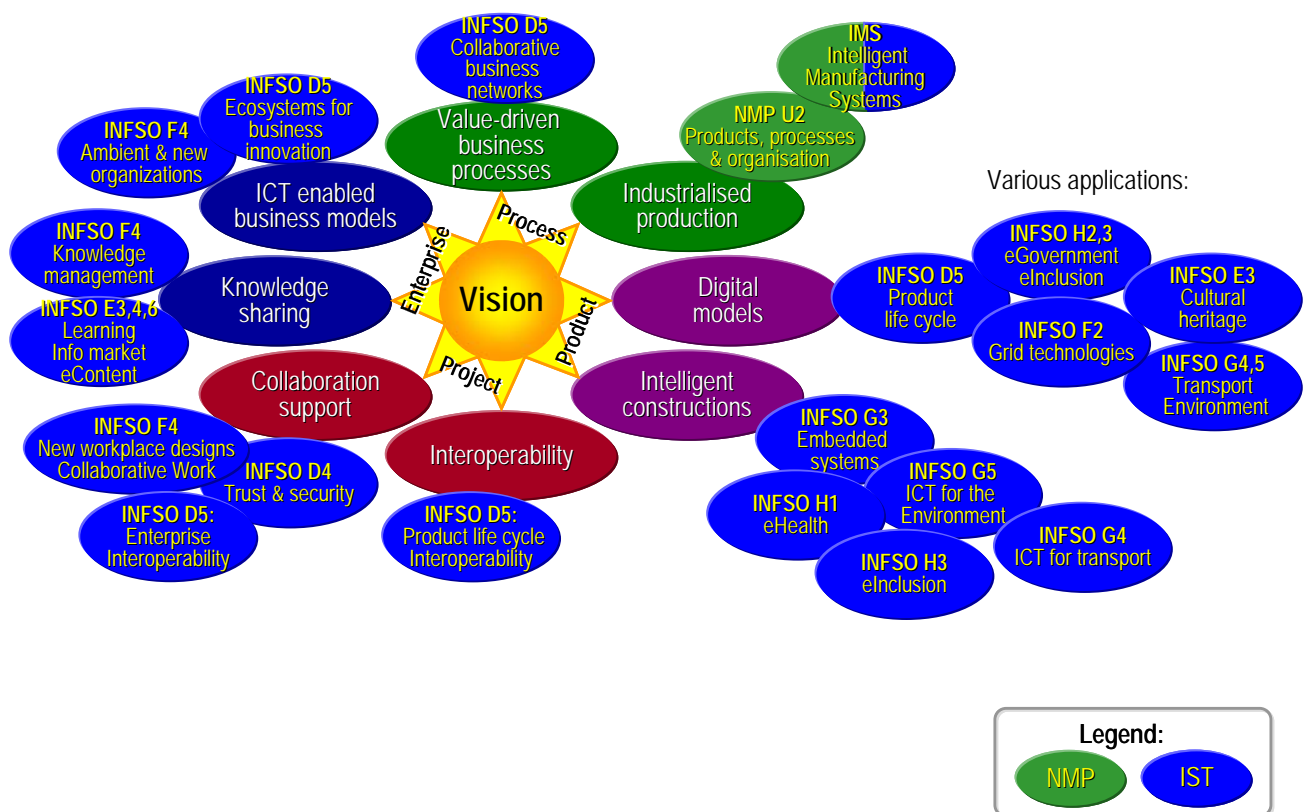 INFSO D5
Collaborative
business
networks
IMS
Intelligent
Manufacturing
Systems
INFSO D5
Ecosystems for
business
innovation
NMP U2
Products, processes
& organisation
INFSO F4
Ambient & new
organizations
Value-driven
business
processes
ICT enabled
business models
Industrialised
production
Various applications:
INFSO F4
Knowledge
management
Enterprise
Process
Product
Project
Vision
Knowledge
sharing
Digital
models
INFSO D5
Product
life cycle
INFSO H2,3
eGovernment
eInclusion
INFSO E3
Cultural
heritage
INFSO F2
Grid technologies
INFSO G4,5
Transport
Environment
INFSO E3,4,6
Learning
Info market
eContent
Collaboration
support
Intelligent
constructions
Interoperability
INFSO F4
New workplace designs
Collaborative Work
INFSO D4
Trust & security
INFSO D5:
Enterprise
Interoperability
INFSO D5:
Product life cycle
Interoperability
INFSO G3
Embedded
systems
INFSO G5
ICT for the
Environment
INFSO H1
eHealth
INFSO G4
ICT for transport
INFSO H3
eInclusion
Legend:
NMP
IST